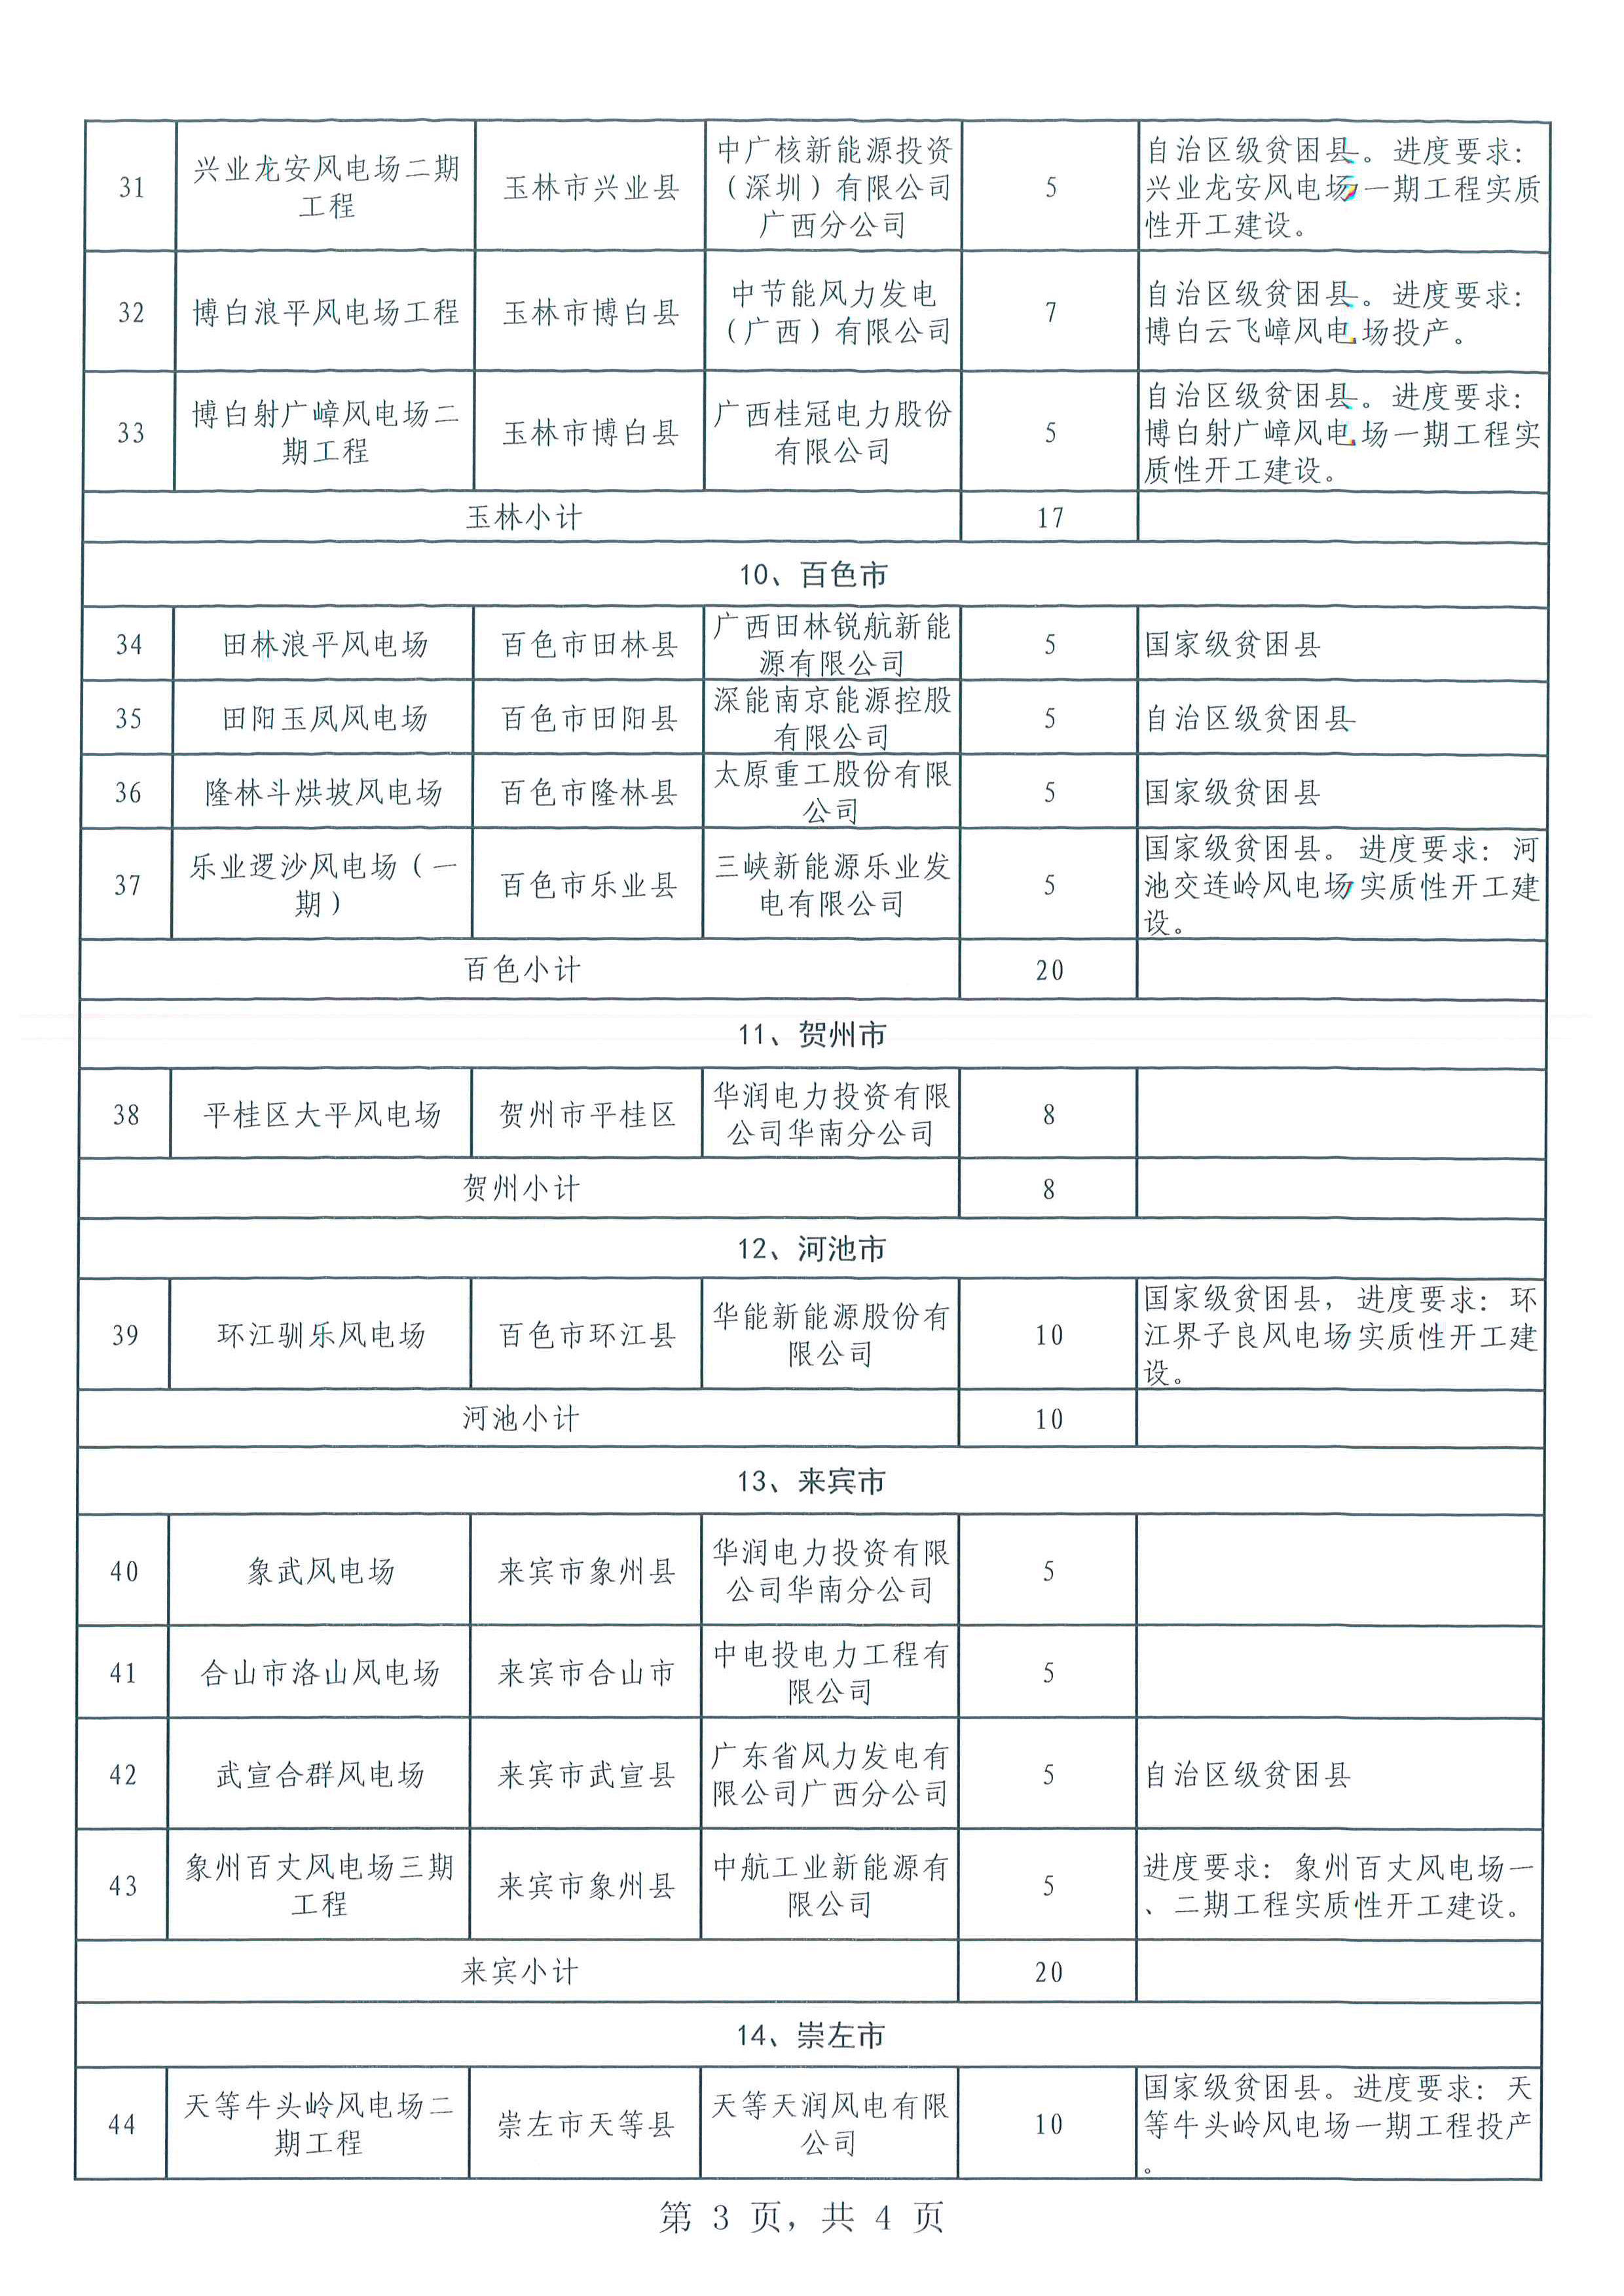 31
兴业龙安风电场二期
工程
玉林市兴业县
中广核新能源投资
（深圳）有限公司
广西分公司
5
自治区级贫困县。进度要求：
兴业龙安风电场一期工程实质
性开工建设。
32
博白浪平风电场工程
玉林市博白县
中节能风力发电
（广西）有限公司
7
自治区级贫困县。进度要求：
博白云飞嶂风电场投产。
33
博白射广嶂风电场二
期工程
玉林市博白县
广西桂冠电力股份
有限公司
5
自治区级贫困县。进度要求：
博白射广嶂风电场一期工程实
质性开工建设。
玉林小计
17
10、百色市
34
田林浪平风电场
百色市田林县
广西田林锐航新能
源有限公司
5
国家级贫困县
35
田阳玉凤风电场
百色市田阳县
深能南京能源控股
有限公司
5
自治区级贫困县
36
隆林斗烘坡风电场
百色市隆林县
太原重工股份有限
公司
5
国家级贫困县
37
乐业逻沙风电场（一
期）
百色市乐业县
三峡新能源乐业发
电有限公司
5
国家级贫困县。进度要求：河
池交连岭风电场实质性开工建
设。
百色小计
20
11、贺州市
38
平桂区大平风电场
贺州市平桂区
华润电力投资有限
公司华南分公司
8
贺州小计
8
12、河池市
39
环江驯乐风电场
百色市环江县
华能新能源股份有
限公司
10
国家级贫困县，进度要求：环
江界子良风电场实质性开工建
设。
河池小计
10
13、来宾市
40
象武风电场
来宾市象州县
华润电力投资有限
公司华南分公司
5
41
合山市洛山风电场
来宾市合山市
中电投电力工程有
限公司
5
42
武宣合群风电场
来宾市武宣县
广东省风力发电有
限公司广西分公司
5
自治区级贫困县
43
象州百丈风电场三期
工程
来宾市象州县
中航工业新能源有
限公司
5
进度要求：象州百丈风电场一
、二期工程实质性开工建设。
来宾小计
20
14、崇左市
44
天等牛头岭风电场二
期工程
崇左市天等县
天等天润风电有限
公司
10
国家级贫困县。进度要求：天
等牛头岭风电场一期工程投产
。
第 3 页，共 4 页